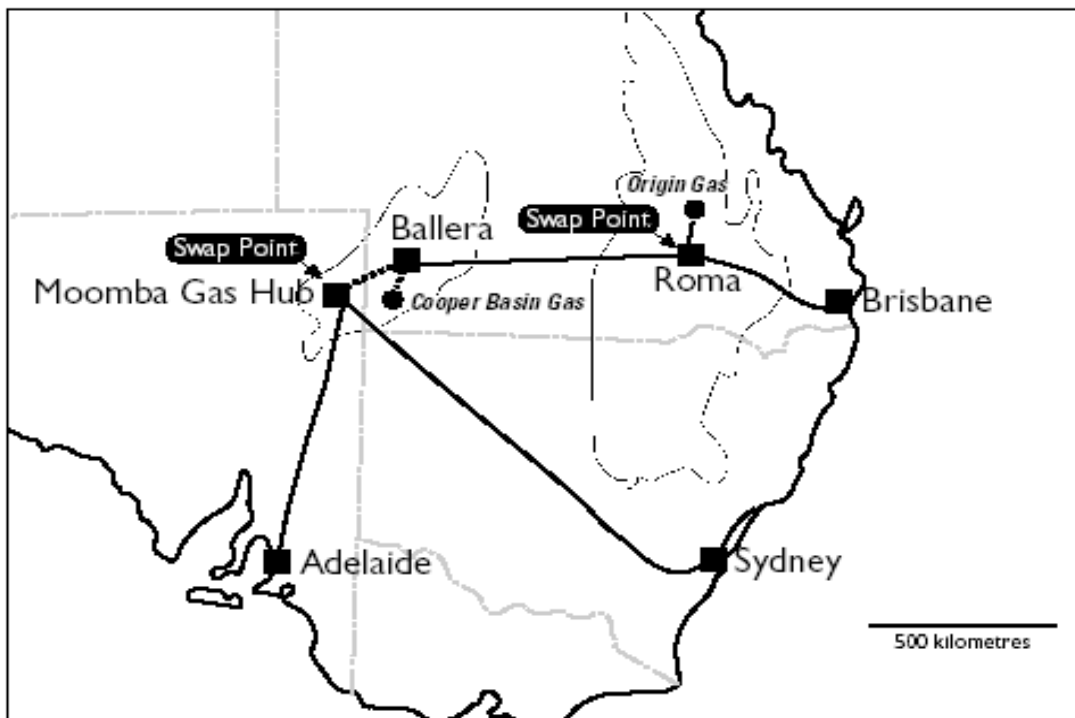 Origin Gas
Swap Point
Ballera
Swap Point
Roma
Moomba Gas Hub
Cooper Basin Gas
Brisbane
Adelaide
Sydney
500 kilometres